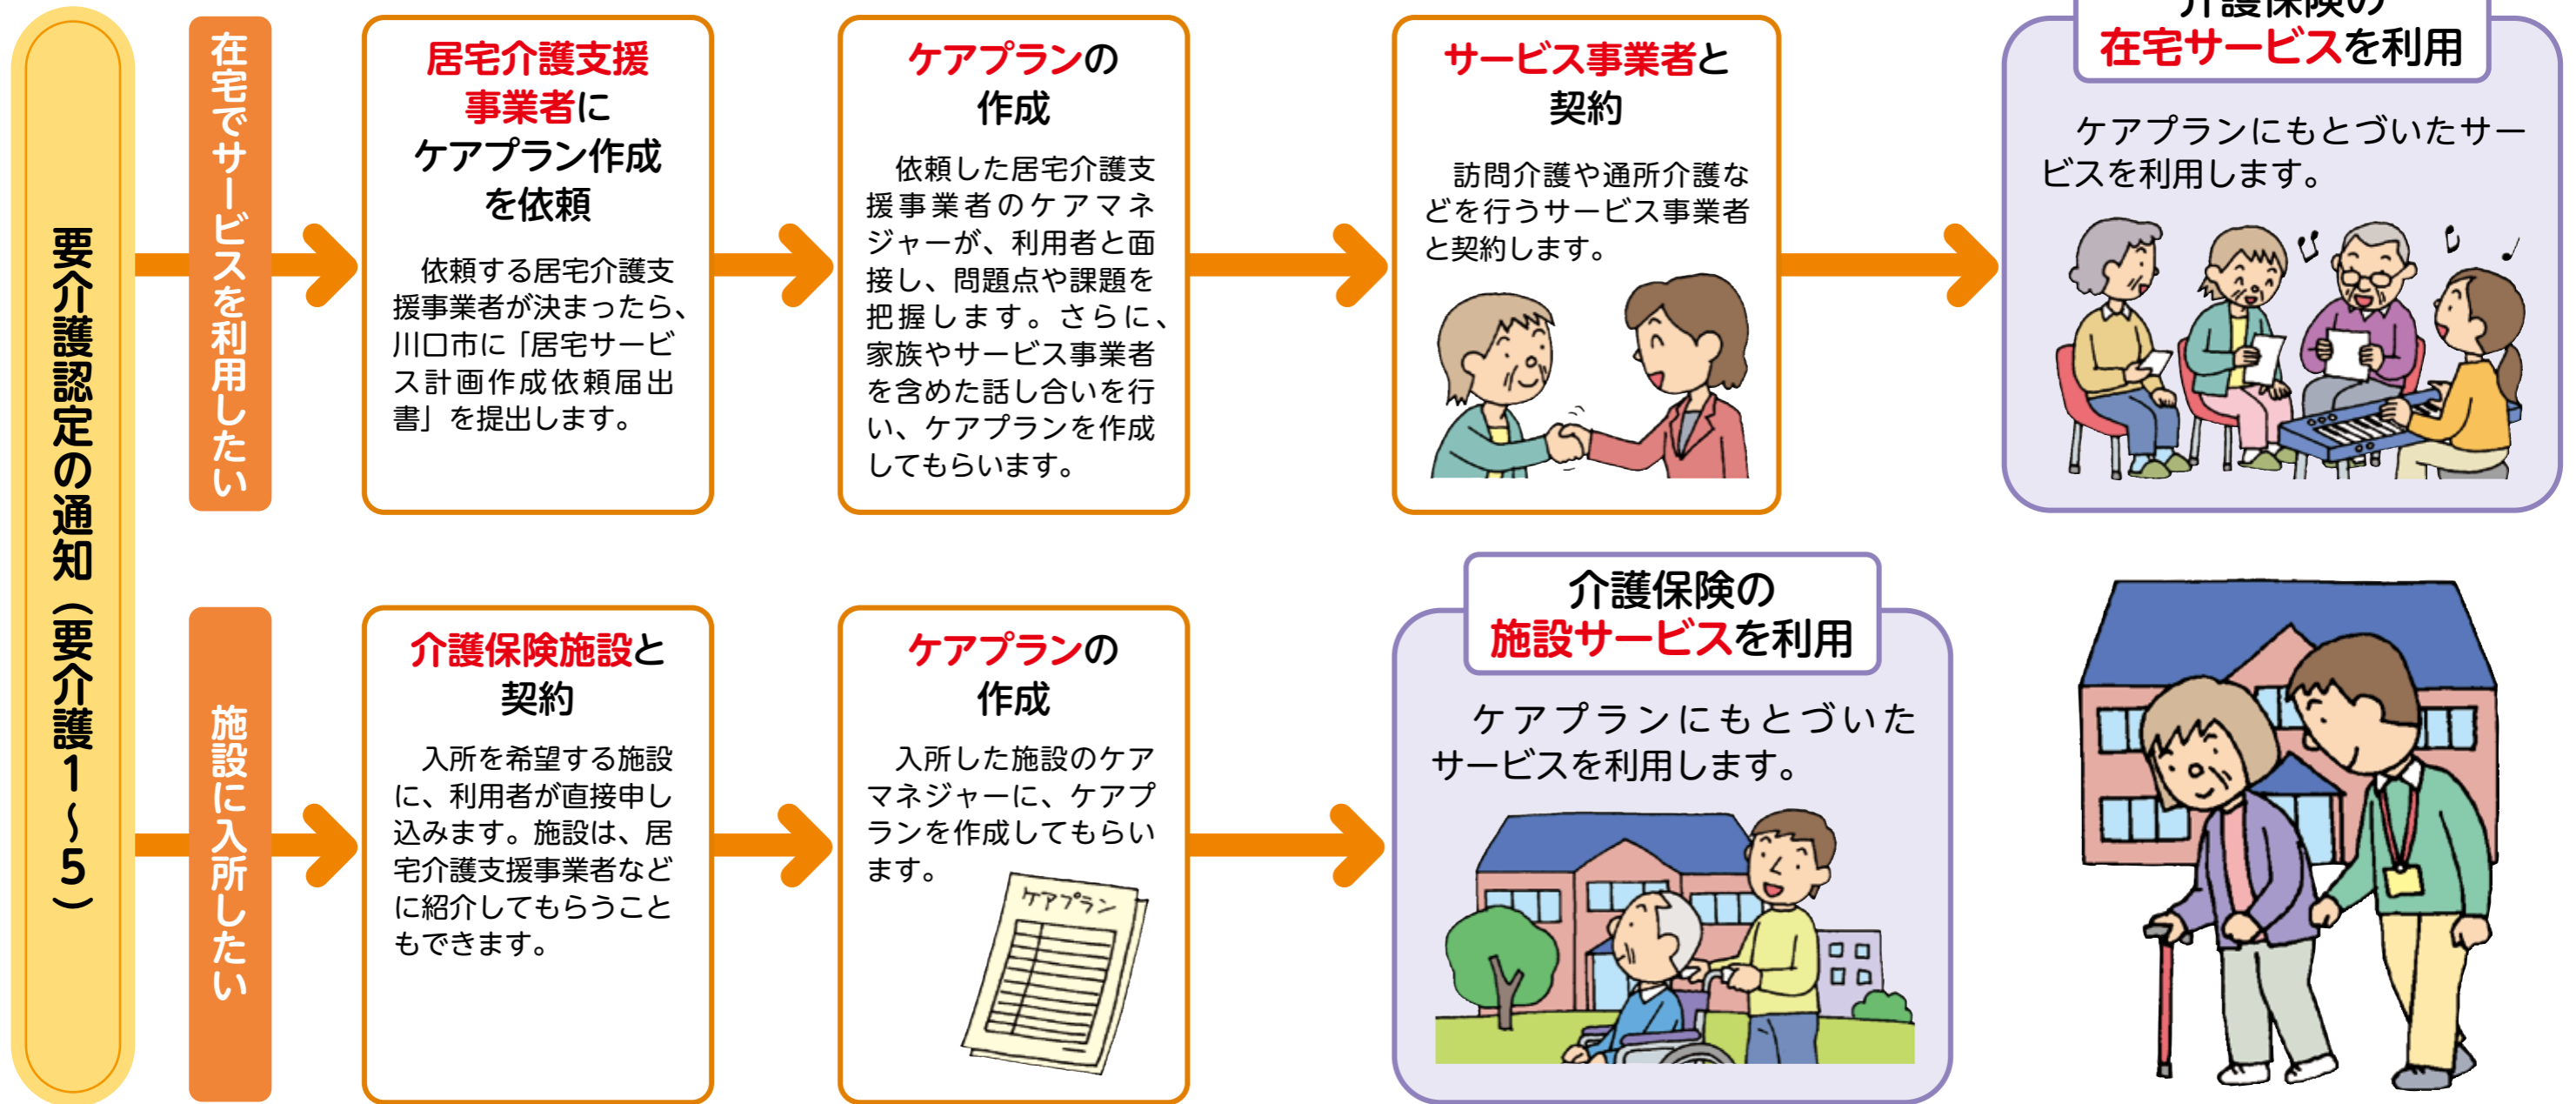 要介護認定の通知（要介護1～5）
在宅でサービスを利用したい
居宅介護支援
事業者に
ケアプラン作成
を依頼
依頼する居宅介護支
援事業者が決まったら、
川口市に「居宅サービ
ス計画作成依頼届出
書」を提出します。
ケアプランの
作成
依頼した居宅介護支
援事業者のケアマネ
ジャーが、利用者と面
接し、問題点や課題を
把握します。さらに、
家族やサービス事業者
を含めた話し合いを行
い、ケアプランを作成
してもらいます。
サービス事業者と
契約
訪問介護や通所介護な
どを行うサービス事業者
と契約します。
介護保険の
在宅サービスを利用
ケアプランにもとづいたサー
ビスを利用します。
施設に入所したい
介護保険施設と
契約
入所を希望する施設
に、利用者が直接申し
込みます。施設は、居
宅介護支援事業者など
に紹介してもらうこと
もできます。
ケアプランの
作成
入所した施設のケア
マネジャーに、ケアプ
ランを作成してもらい
ます。
ケアプラン
介護保険の
施設サービスを利用
ケアプランにもとづいた
サービスを利用します。